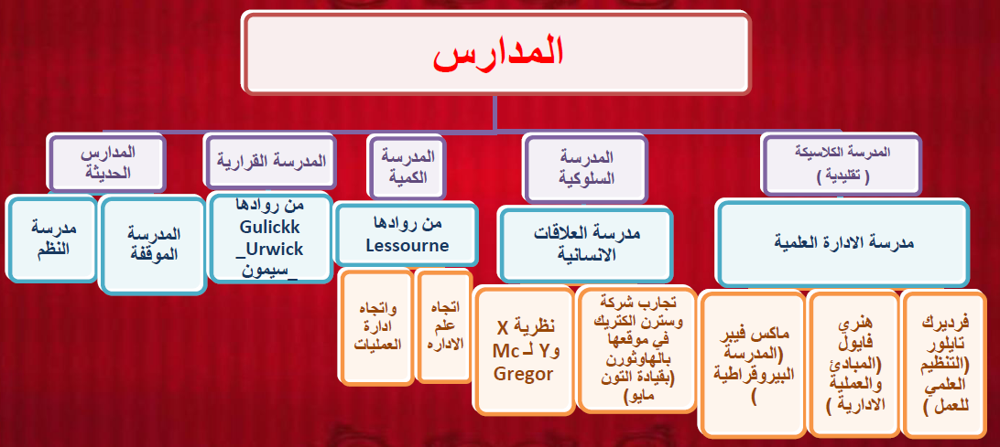 المدارس
المدرسة الكلاسيكة
( تقليدية )
المدرسة
السلوكية
المدرسة
الكمية
المدرسة القرارية
المدارس
الحديثة
مدرسة الادارة العلمية
مدرسة العلاقات
الانسانية
من روادها
Lessourne
من روادها
Gulickk
_Urwick
_سيمون
المدرسة
الموقفة
مدرسة
النظم
فرديرك
تايلور
(التنظيم
العلمي
للعمل )
هنري
فايول
(المبادئ
والعملية
الادارية )
ماكس فيبر
(المدرسة
البيروقراطية
)
تجارب شركة
وسترن الكتريك
في موقعها
بالهاوثورن
(بقيادة التون
مايو)
نظرية X
وY لـ Mc
Gregor
اتجاه
علم
الاداره
واتجاه
ادارة
العمليات